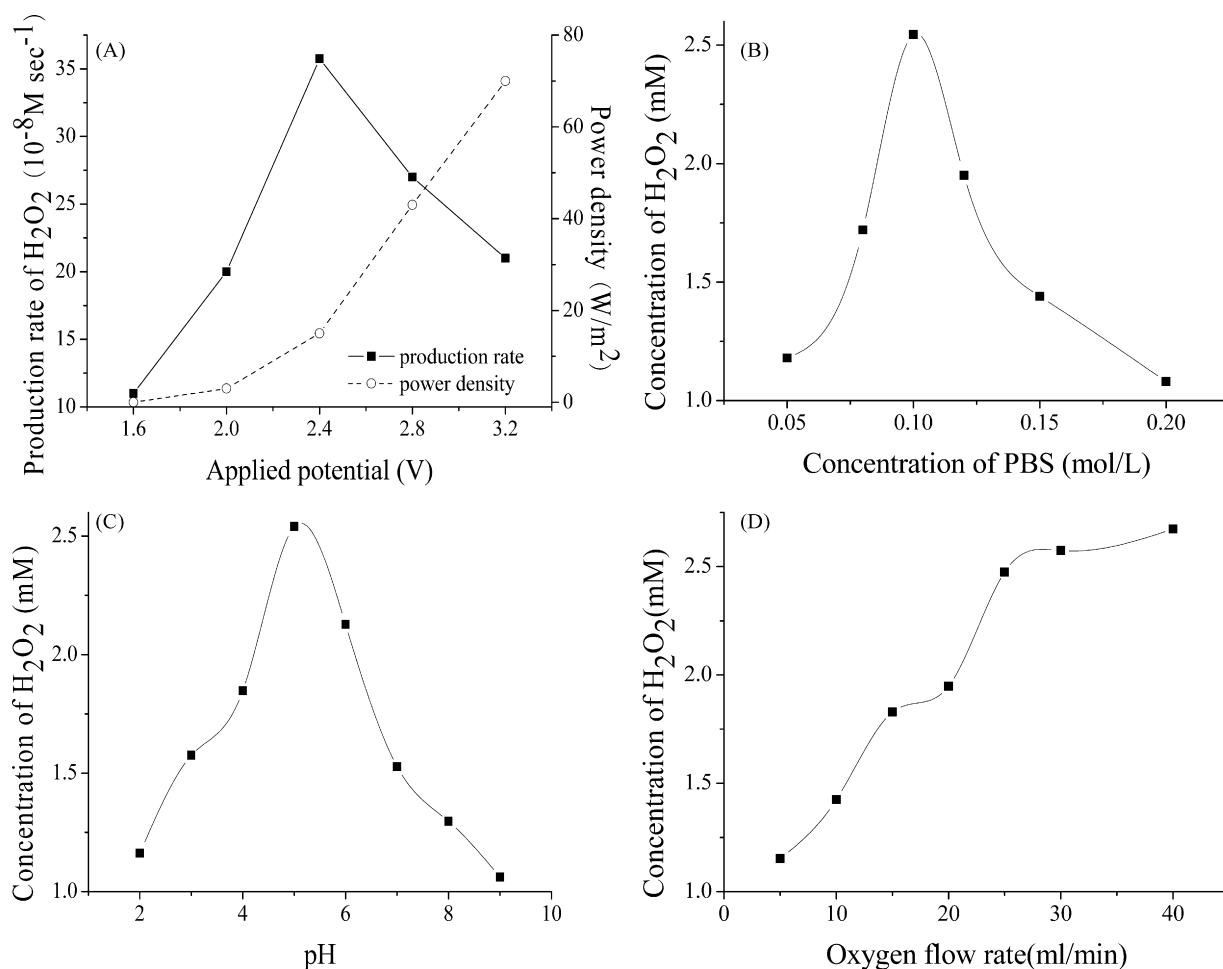 (A)
Production rate of H₂O₂ (10⁻⁸M sec⁻¹)
35
30
25
20
15
10
80
60
40
20
0
Power density (W/m²)
production rate
power density
1.6 2.0 2.4 2.8 3.2
Applied potential (V)
(B)
Concentration of H₂O₂ (mM)
2.5
2.0
1.5
1.0
0.05 0.10 0.15 0.20
Concentration of PBS (mol/L)
(C)
Concentration of H₂O₂ (mM)
2.5
2.0
1.5
1.0
2 4 6 8 10
pH
(D)
Concentration of H₂O₂(mM)
2.5
2.0
1.5
1.0
0 10 20 30 40
Oxygen flow rate(ml/min)